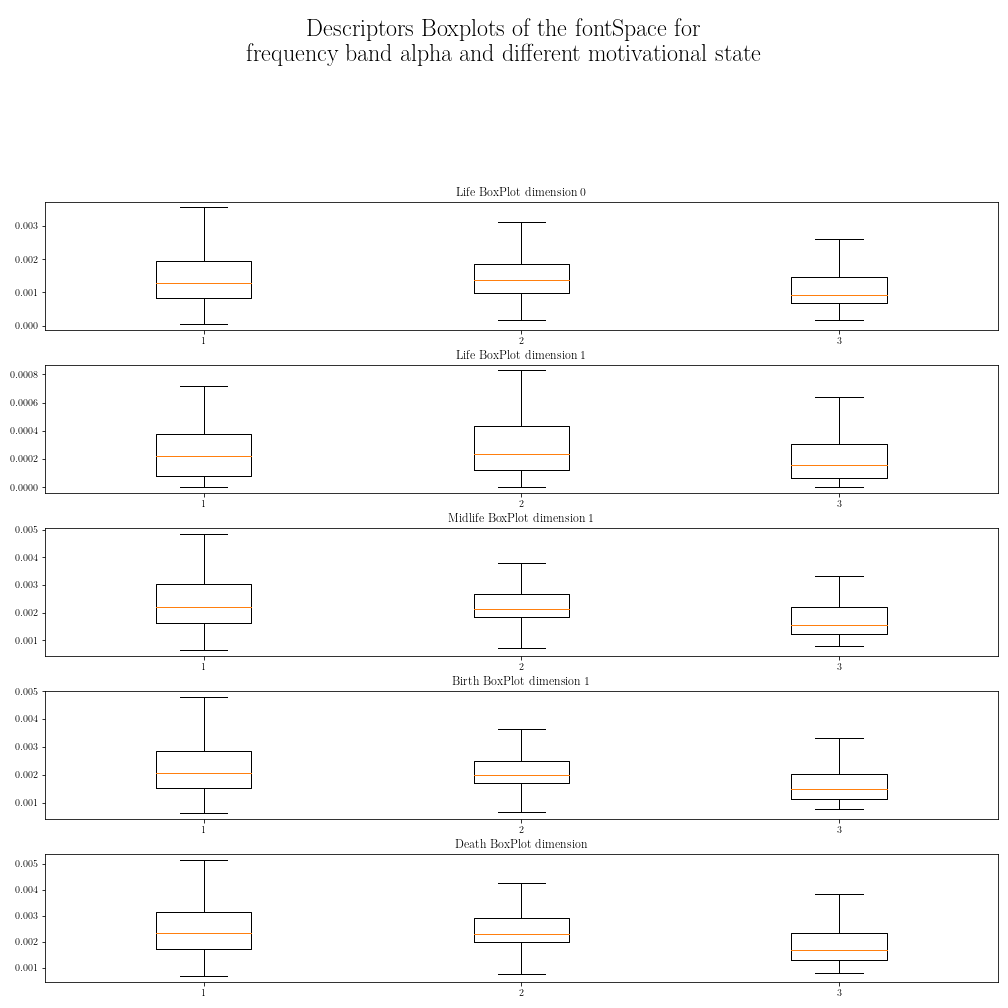 Descriptors Boxplots of the fontSpace for
frequency band alpha and different motivational state
Life BoxPlot dimension 0
0.003
0.002
0.001
0.000
1 2 3
Life BoxPlot dimension 1
0.0008
0.0006
0.0004
0.0002
0.0000
1 2 3
Midlife BoxPlot dimension 1
0.005
0.004
0.003
0.002
0.001
1 2 3
Birth BoxPlot dimension 1
0.005
0.004
0.003
0.002
0.001
1 2 3
Death BoxPlot dimension
0.005
0.004
0.003
0.002
0.001
1 2 3